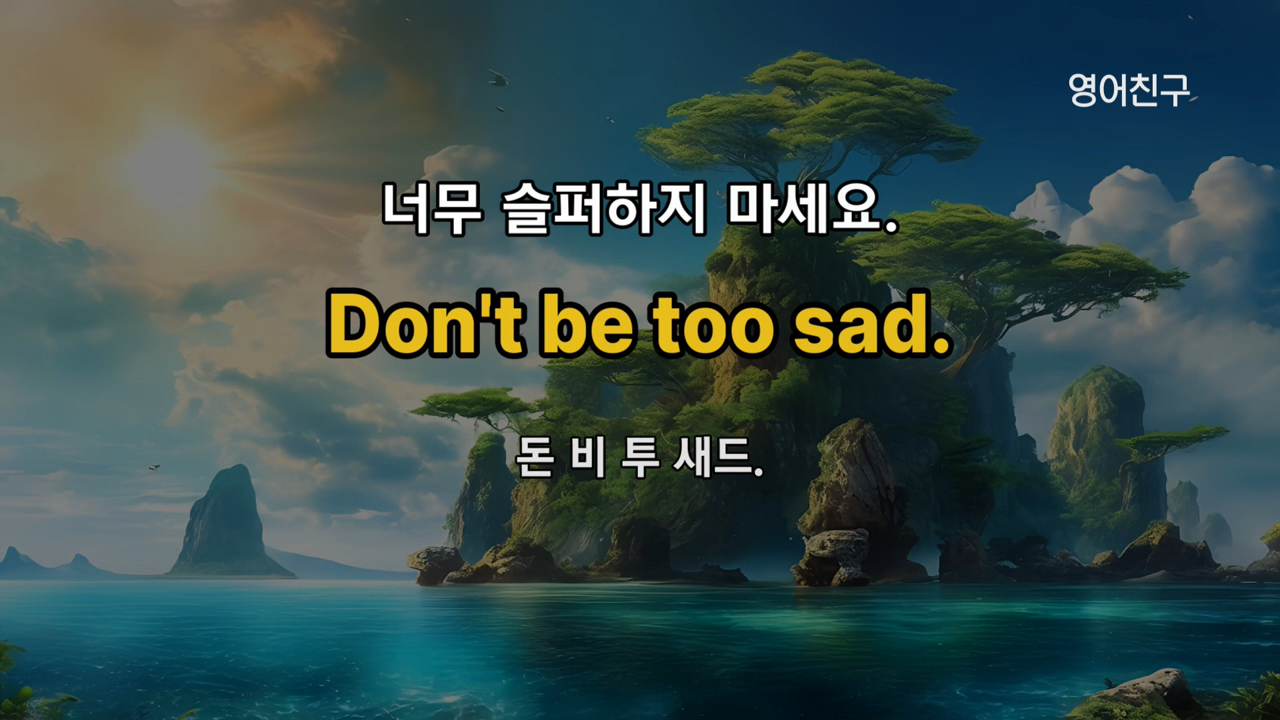 영어친구
너무 슬퍼하지 마세요.
Don't be too sad.
돈 비 투 새드.